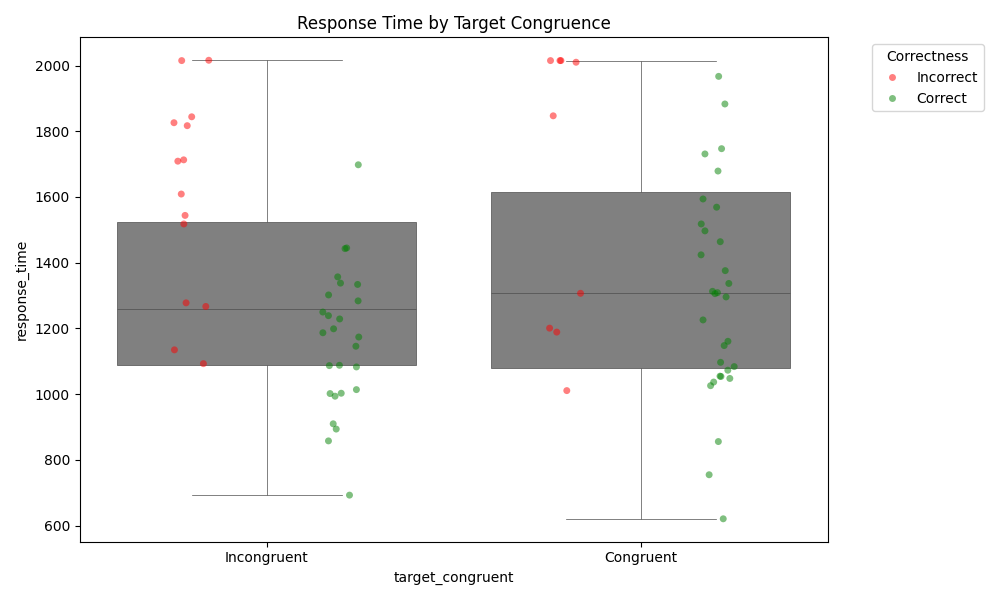 Response Time by Target Congruence
Correctness
Incorrect
Correct
response_time
2000
1800
1600
1400
1200
1000
800
600
Incongruent
Congruent
target_congruent